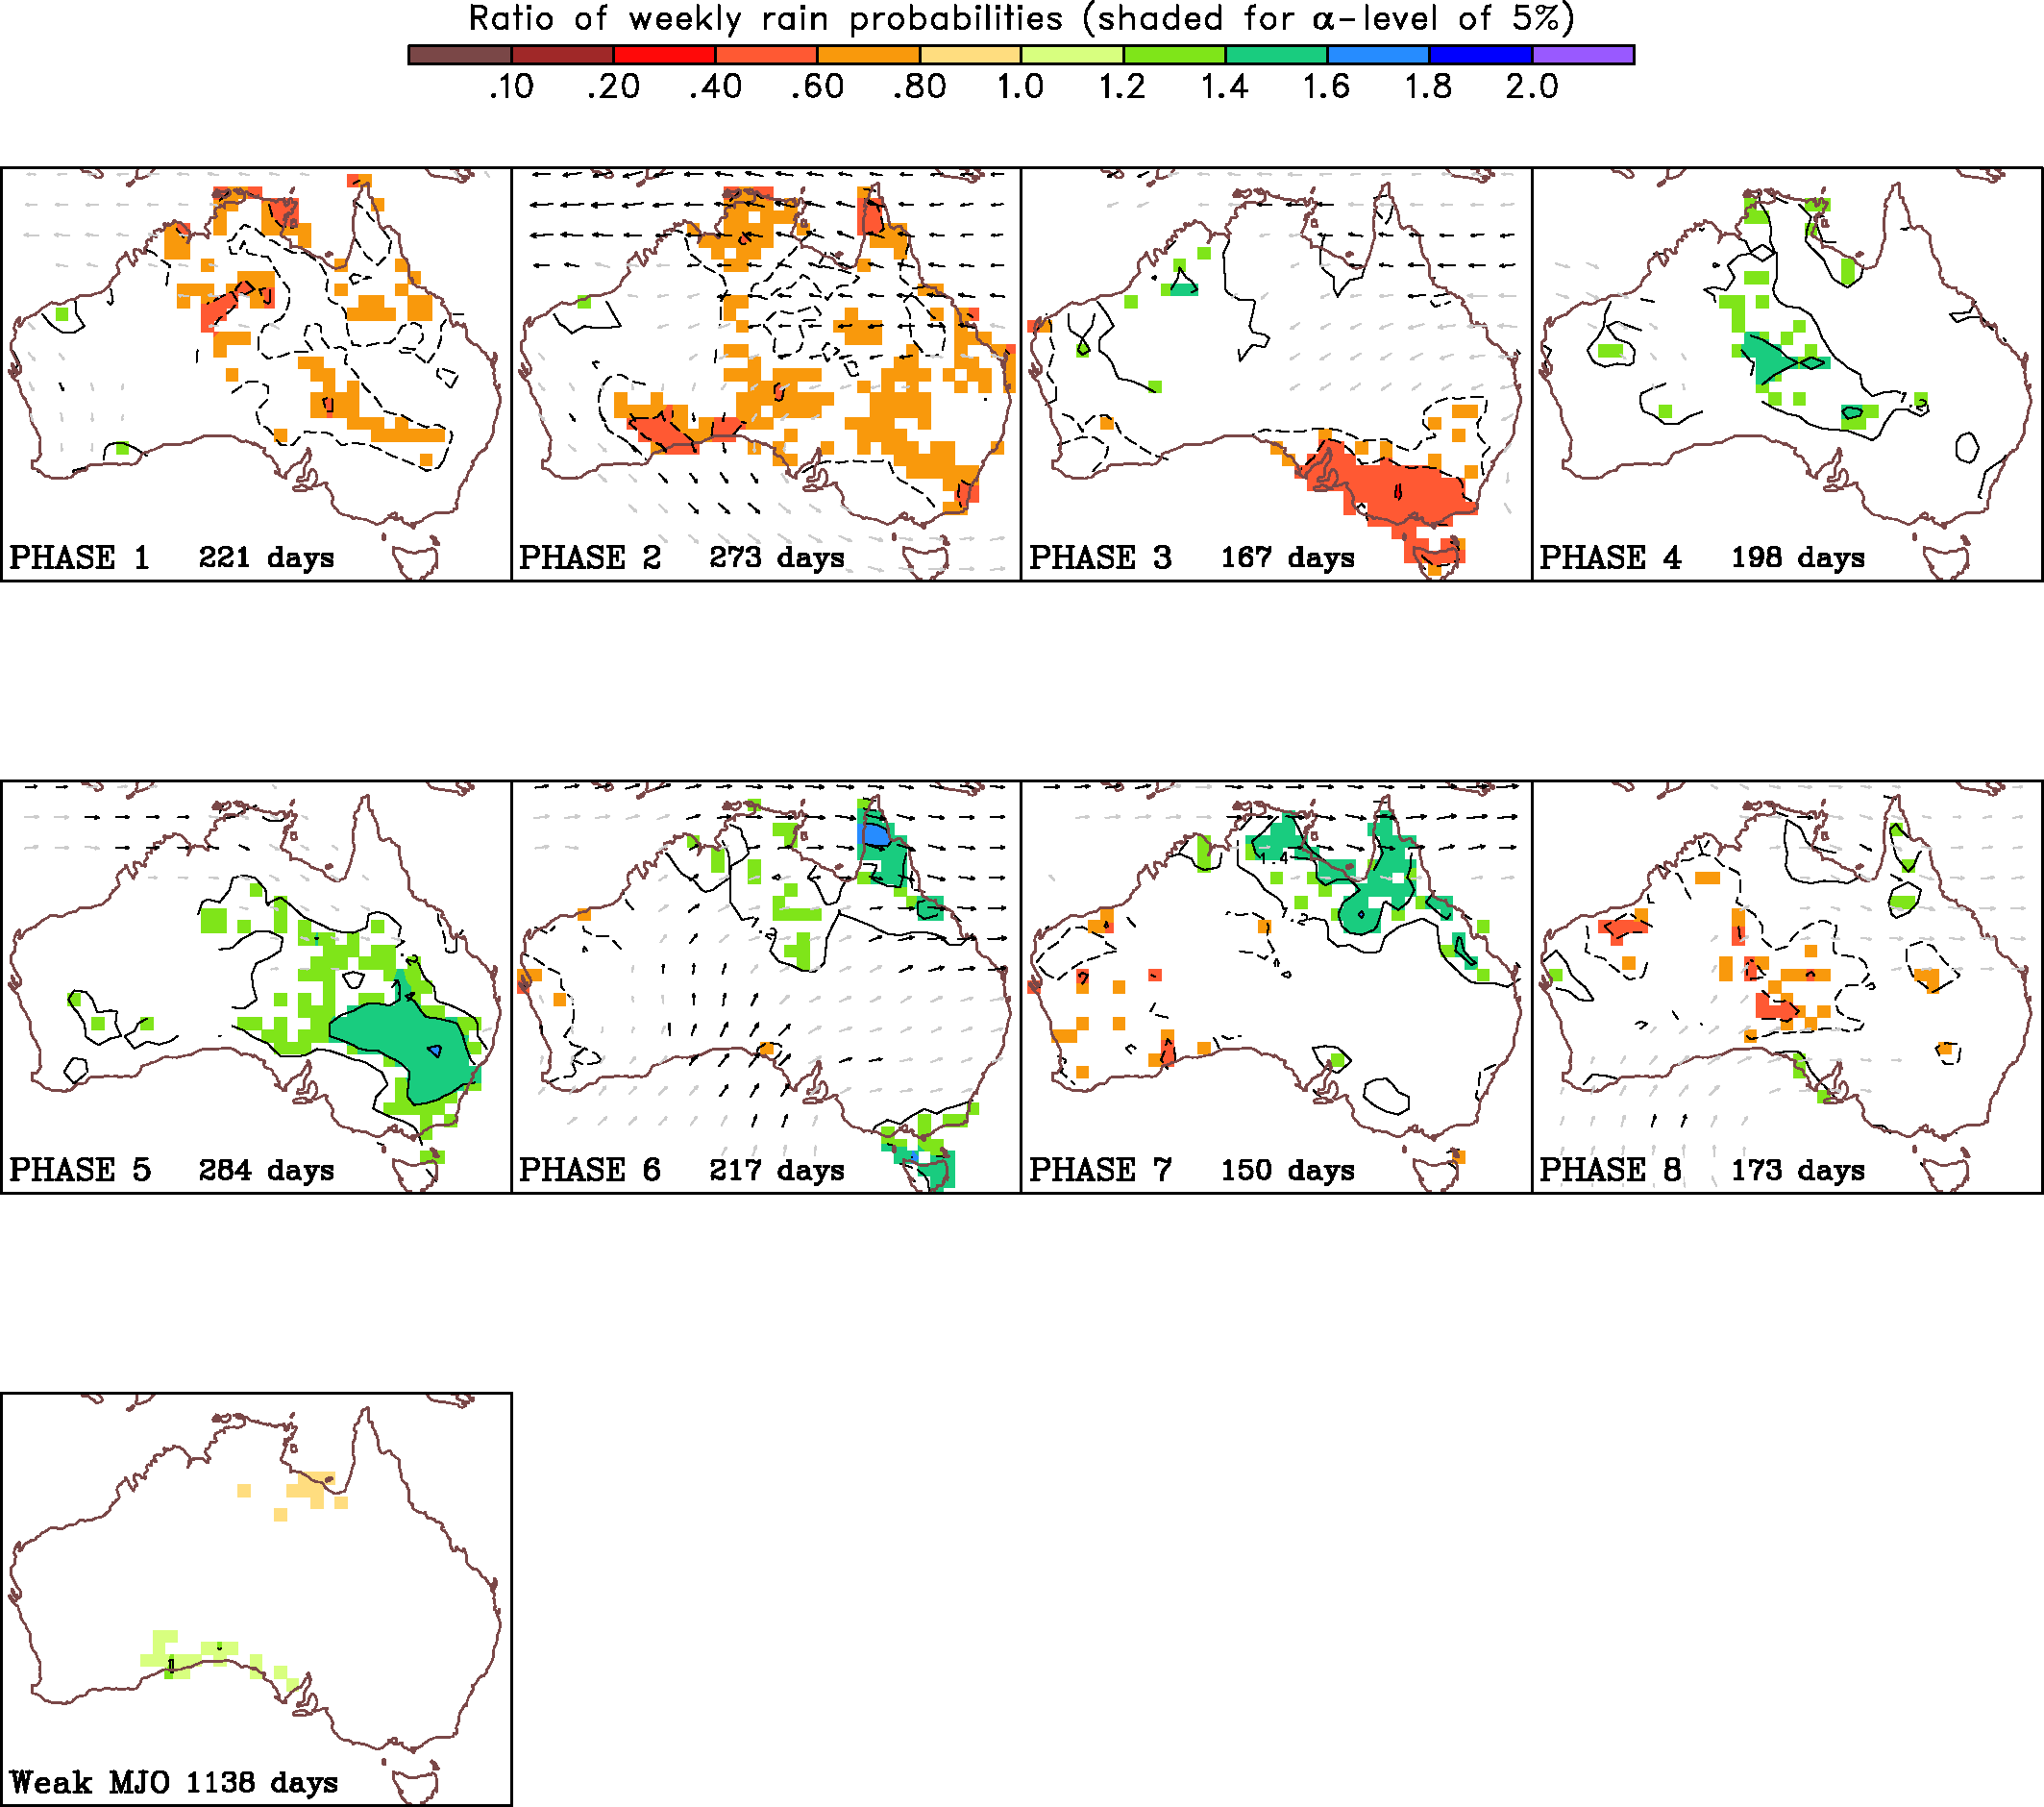 Ratio of weekly rain probabilities (shaded for α-level of 5%)
.10 .20 .40 .60 .80 1.0 1.2 1.4 1.6 1.8 2.0
PHASE 1 221 days
PHASE 2 273 days
PHASE 3 167 days
PHASE 4 198 days
PHASE 5 284 days
PHASE 6 217 days
1.4
PHASE 7 150 days
PHASE 8 173 days
Weak MJO 1138 days